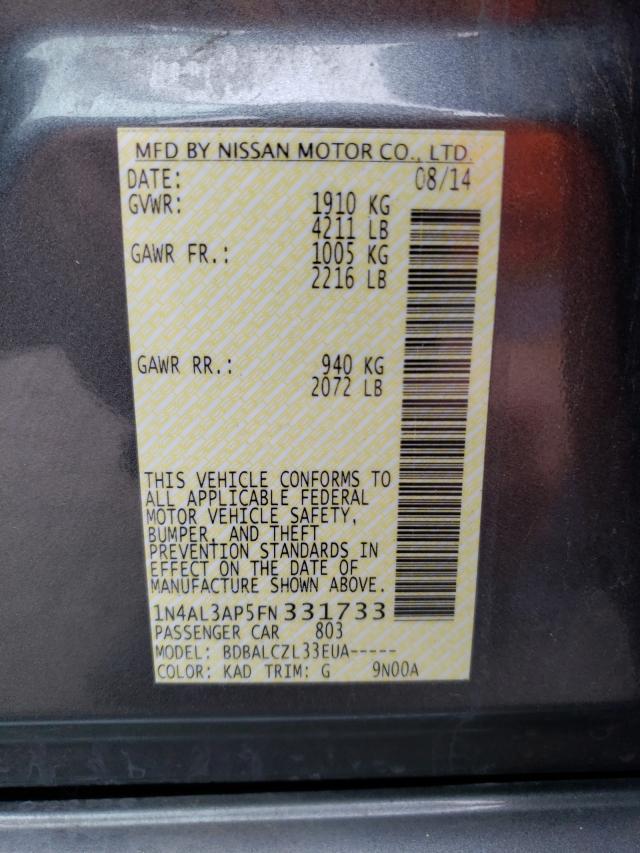 MFD BY NISSAN MOTOR CO., LTD.
DATE: 08/14
GVWR: 1910 KG
4211 LB
GAWR FR.: 1005 KG
2216 LB
GAWR RR.: 940 KG
2072 LB
THIS VEHICLE CONFORMS TO
ALL APPLICABLE FEDERAL
MOTOR VEHICLE SAFETY,
BUMPER, AND THEFT
PREVENTION STANDARDS IN
EFFECT ON THE DATE OF
MANUFACTURE SHOWN ABOVE.
1N4AL3AP5FN331733
PASSENGER CAR 803
MODEL: BDBALCZL33EUA-----
COLOR: KAD TRIM: G 9N00A